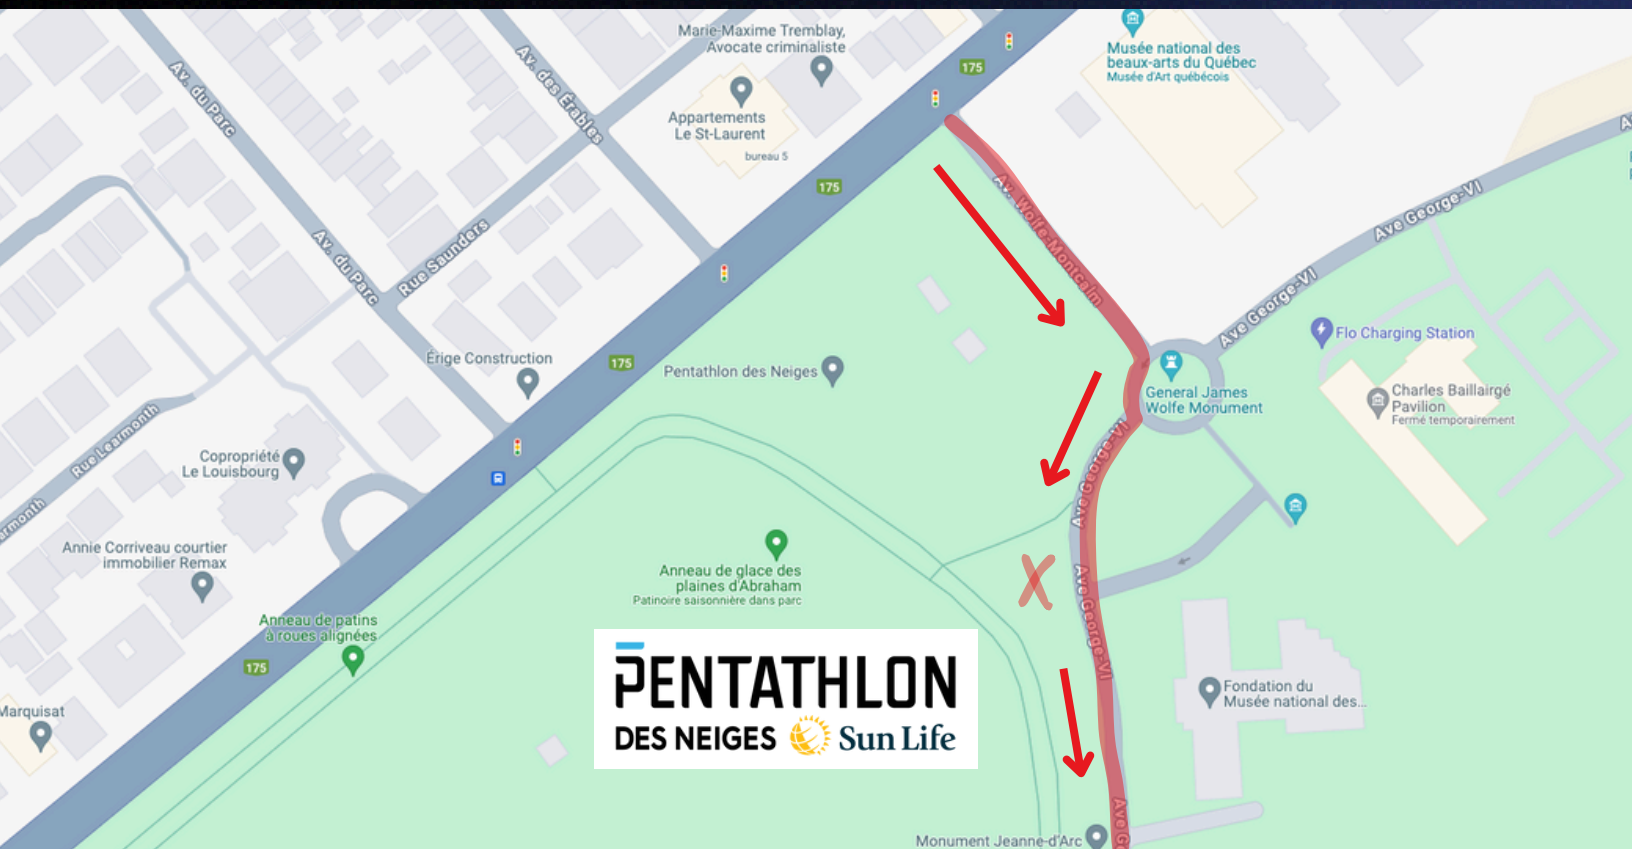 Marie-Maxime Tremblay,
Avocate criminaliste
175
Musée national des
beaux-arts du Québec
Musée d'Art québécois
Av. du Parc
Av. des Érables
Appartements
Le St-Laurent
bureau 5
175
Av. Wolfe-Montcalm
Ave George-VI
Av. du Parc
Rue Saunders
Ave George-VI
Flo Charging Station
Érige Construction
175
Pentathlon des Neiges
General James
Wolfe Monument
Charles Baillairgé
Pavilion
Fermé temporairement
Rue Learmonth
Copropriété
Le Louisbourg
Ave George-VI
Annie Corriveau courtier
immobilier Remax
Anneau de glace des
plaines d'Abraham
Patinoire saisonnière dans parc
X
Ave George-VI
Anneau de patins
à roues alignées
175
PENTATHLON
DES NEIGES Sun Life
Fondation du
Musée national des...
Marquisat
Monument Jeanne-d'Arc